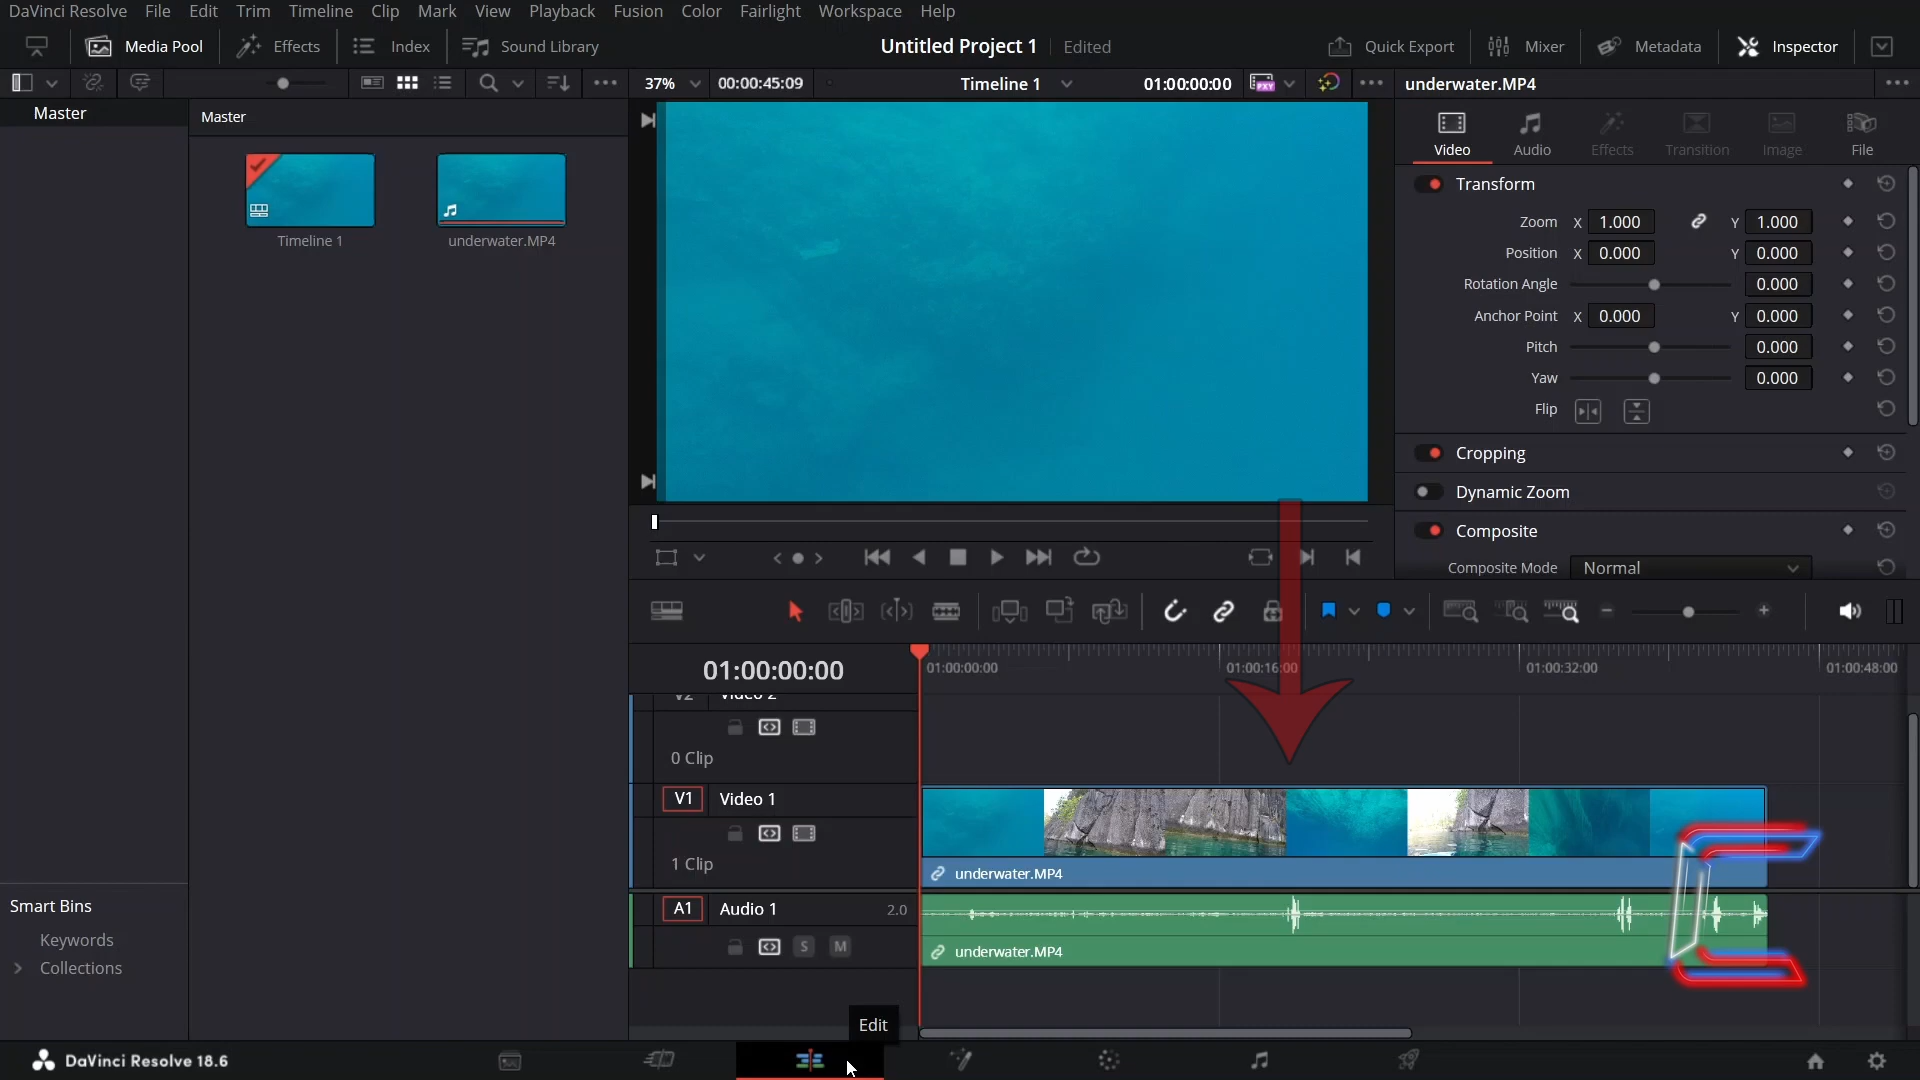 DaVinci Resolve File Edit Trim Timeline Clip Mark View Playback Fusion Color Fairlight Workspace Help
Media Pool Effects Index Sound Library Untitled Project 1 Edited Quick Export Mixer Metadata Inspector
37% 00:00:45:09 Timeline 1 01:00:00:00 PXY underwater.MP4
Master
Master
Timeline 1 underwater.MP4
Video Audio Effects Transition Image File
Transform
Zoom X 1.000 Y 1.000
Position X 0.000 Y 0.000
Rotation Angle 0.000
Anchor Point X 0.000 Y 0.000
Pitch 0.000
Yaw 0.000
Flip
Cropping
Dynamic Zoom
Composite
Composite Mode Normal
01:00:00:00
01:00:00:00 01:00:16:00 01:00:32:00 01:00:48:00
V2 Video 2
0 Clip
V1 Video 1
1 Clip
underwater.MP4
A1 Audio 1 2.0
S M
underwater.MP4
Smart Bins
Keywords
Collections
Edit
DaVinci Resolve 18.6